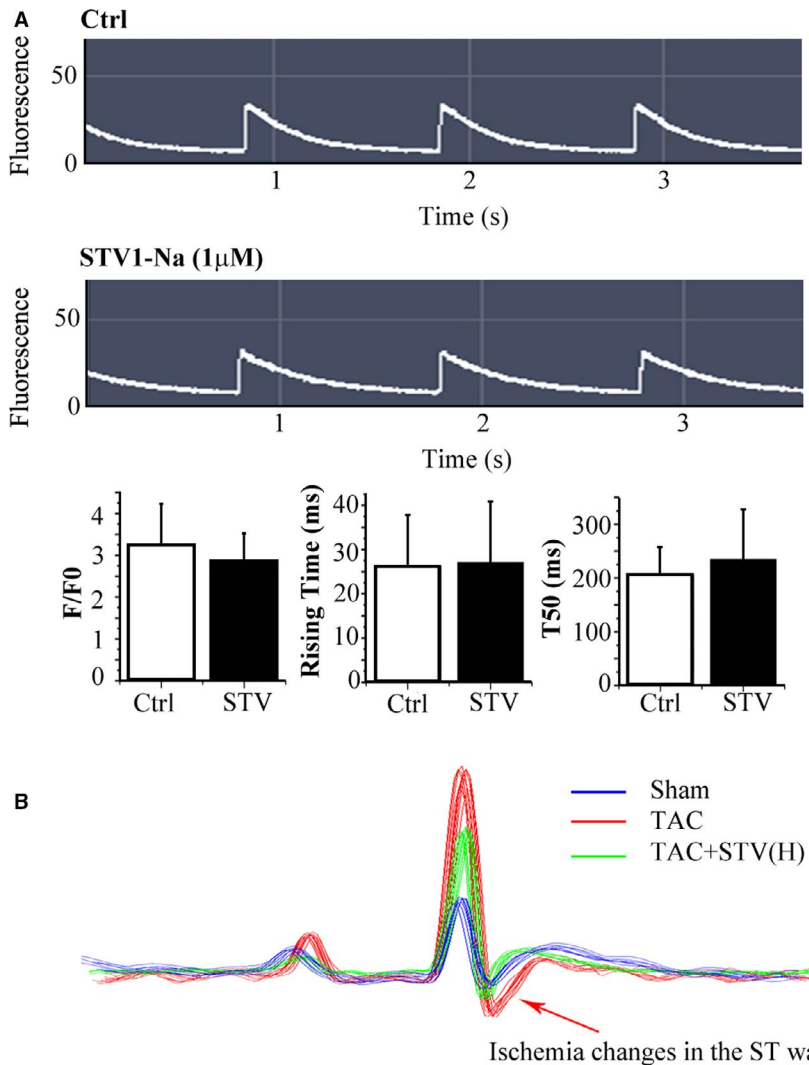 A
Ctrl
Fluorescence
50
0
1 2 3
Time (s)
STV1-Na (1μM)
Fluorescence
50
0
1 2 3
Time (s)
F/F0
4
3
2
1
0
Ctrl STV
Rising Time (ms)
40
30
20
10
0
Ctrl STV
T50 (ms)
300
200
100
0
Ctrl STV
B
Sham
TAC
TAC+STV(H)
Ischemia changes in the ST wa